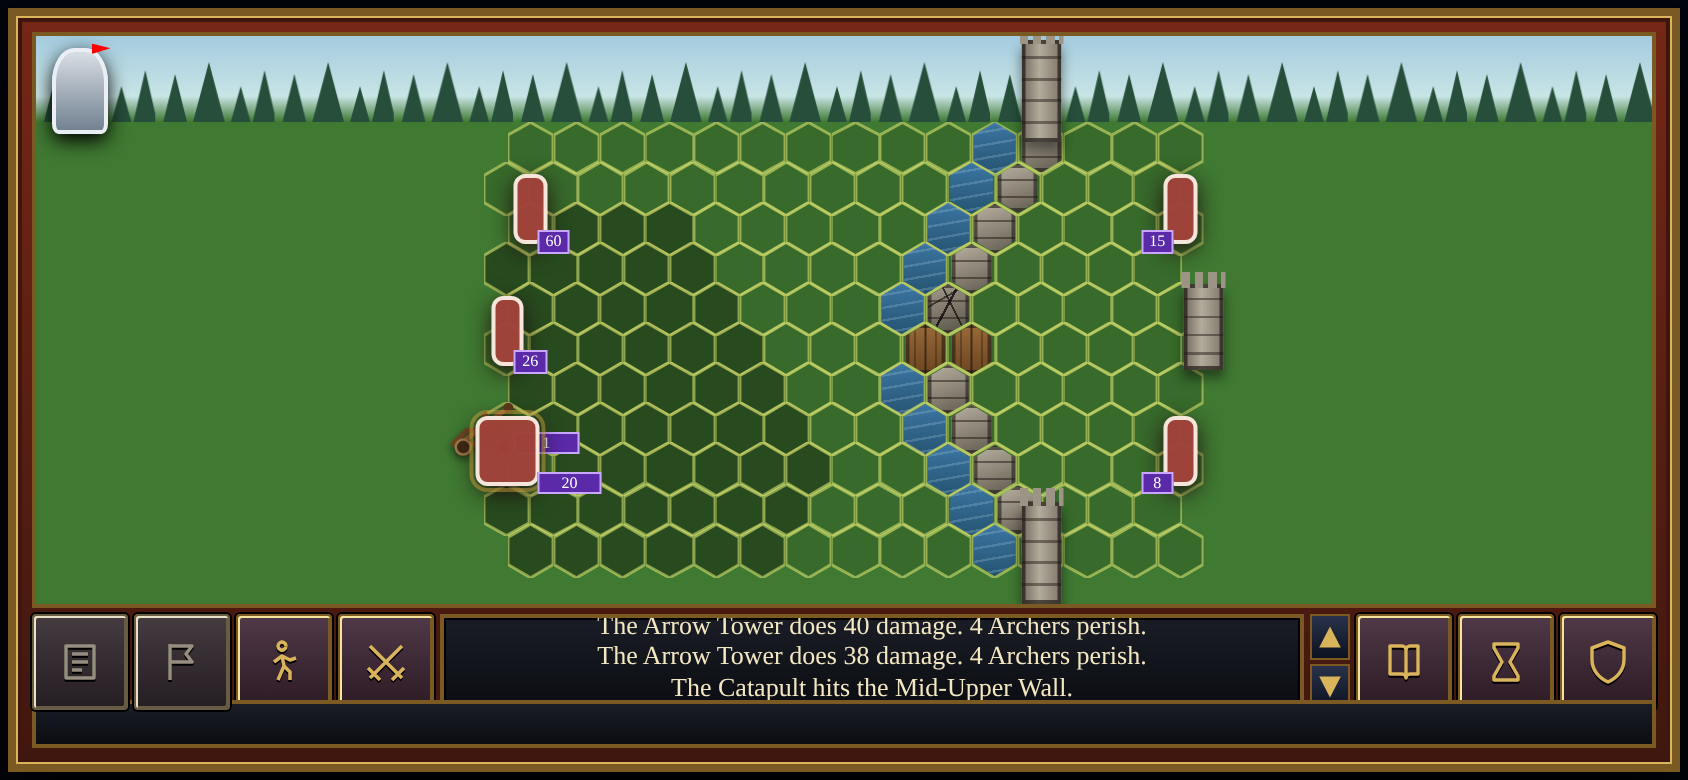 60
15
26
1
20
8
The Arrow Tower does 40 damage. 4 Archers perish.
The Arrow Tower does 38 damage. 4 Archers perish.
The Catapult hits the Mid-Upper Wall.